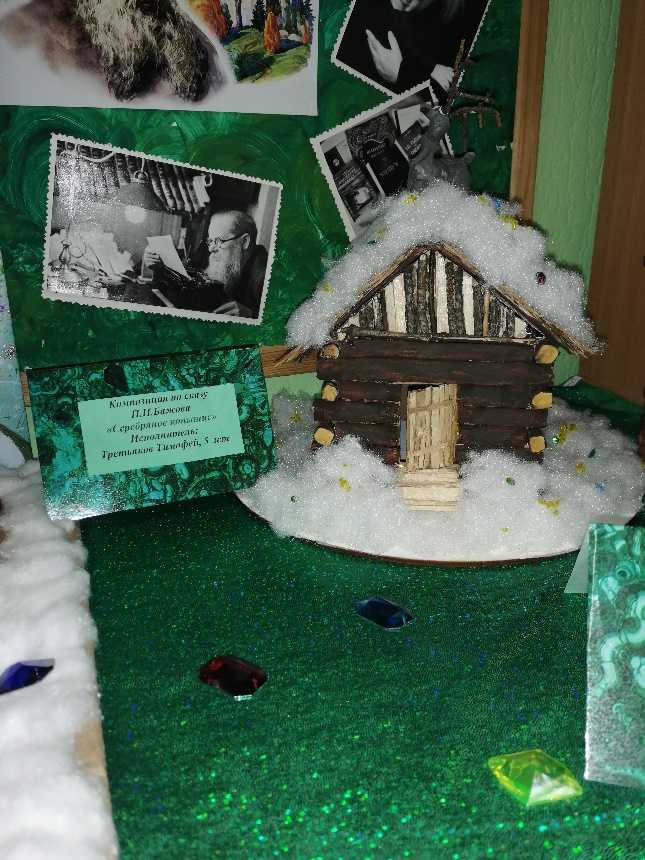 Композиция по сказу
П.П.Бажова
«Серебряное копытце»
Исполнитель:
Третьяков Тимофей, 5 лет